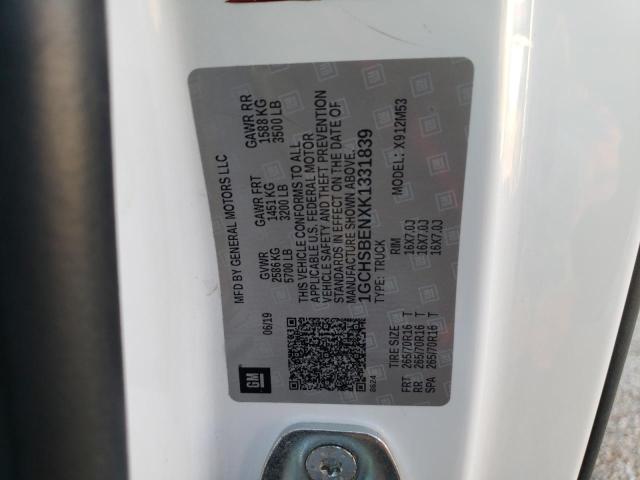 MFD BY GENERAL MOTORS LLC
06/19
GVWR GAWR FRT GAWR RR
2586 KG 1451 KG 1588 KG
5700 LB 3200 LB 3500 LB
THIS VEHICLE CONFORMS TO ALL
APPLICABLE U.S. FEDERAL MOTOR
VEHICLE SAFETY AND THEFT PREVENTION
STANDARDS IN EFFECT ON THE DATE OF
MANUFACTURE SHOWN ABOVE.
1GCHSBENXK1331839
TYPE: TRUCK MODEL: X912M53
GM
8624
TIRE SIZE RIM
FRT 265/70R16 T 16X7.0J
RR 265/70R16 T 16X7.0J
SPA 265/70R16 T 16X7.0J